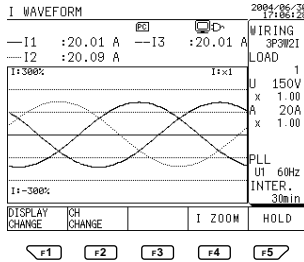 I WAVEFORM
2004/06/30
17:06:20
PC
I1 :20.01 A I3 :20.01 A
I2 :20.09 A
WIRING
3P3W2I
LOAD
1
U 150V
x 1.00
A 20A
x 1.00
I:300% I:x1
I:-300%
PLL
U1 60Hz
INTER.
30min
DISPLAY CHANGE
CH CHANGE
I ZOOM
HOLD
F1 F2 F3 F4 F5